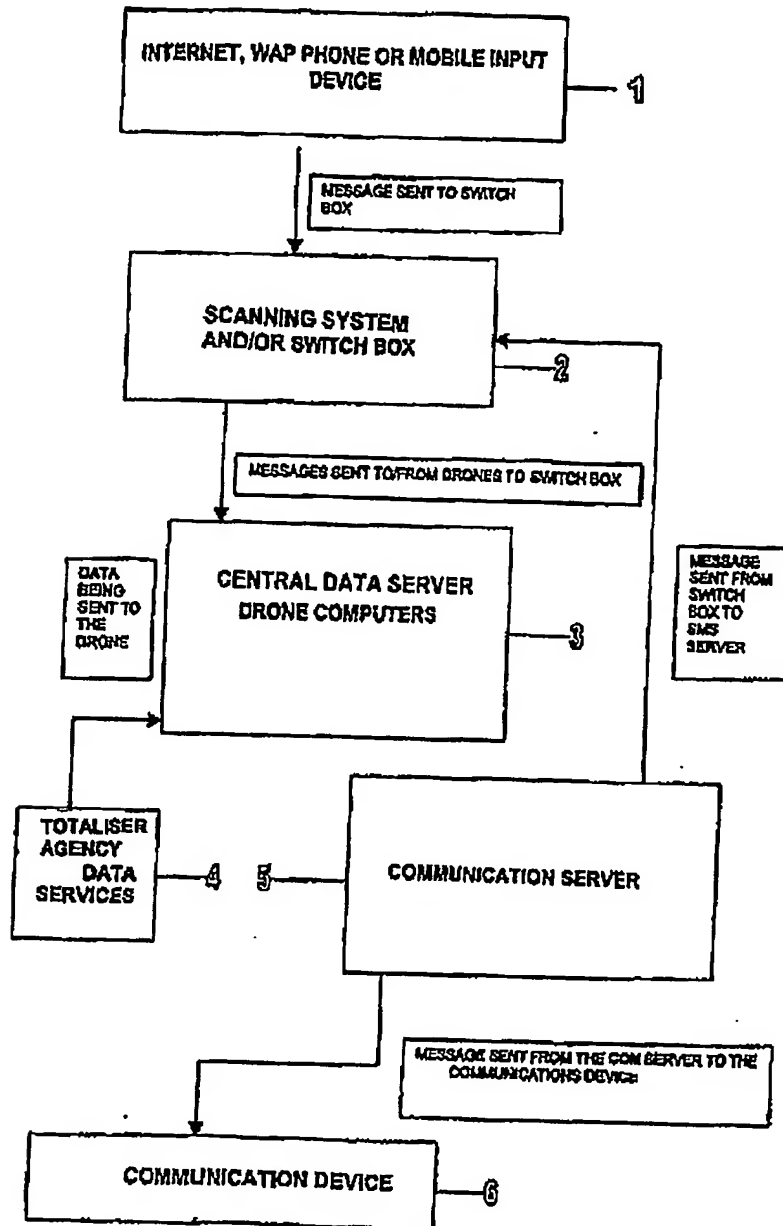 INTERNET, WAP PHONE OR MOBILE INPUT
DEVICE
1
MESSAGE SENT TO SWITCH
BOX
SCANNING SYSTEM
AND/OR SWITCH BOX
2
MESSAGES SENT TO/FROM DRONES TO SWITCH BOX
DATA
BEING
SENT TO
THE
DRONE
CENTRAL DATA SERVER
DRONE COMPUTERS
3
MESSAGE
SENT FROM
SWITCH
BOX TO
SMS
SERVER
TOTALISER
AGENCY
DATA
SERVICES
4
5
COMMUNICATION SERVER
MESSAGE SENT FROM THE COM SERVER TO THE
COMMUNICATIONS DEVICE
COMMUNICATION DEVICE
6